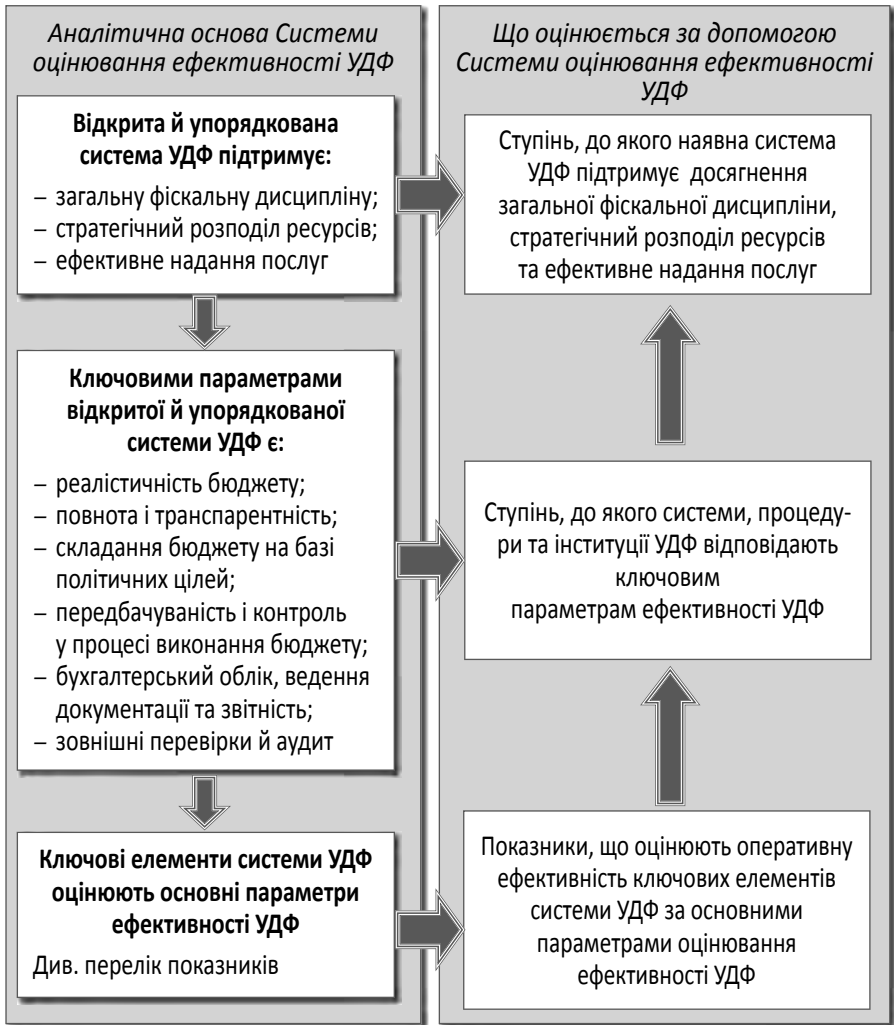 Аналітична основа Системи
оцінювання ефективності УДФ
Відкрита й упорядкована
система УДФ підтримує:
– загальну фіскальну дисципліну;
– стратегічний розподіл ресурсів;
– ефективне надання послуг
Ключовими параметрами
відкритої й упорядкованої
системи УДФ є:
– реалістичність бюджету;
– повнота і транспарентність;
– складання бюджету на базі
політичних цілей;
– передбачуваність і контроль
у процесі виконання бюджету;
– бухгалтерський облік, ведення
документації та звітність;
– зовнішні перевірки й аудит
Ключові елементи системи УДФ
оцінюють основні параметри
ефективності УДФ
Див. перелік показників
Що оцінюється за допомогою
Системи оцінювання ефективності
УДФ
Ступінь, до якого наявна система
УДФ підтримує досягнення
загальної фіскальної дисципліни,
стратегічний розподіл ресурсів
та ефективне надання послуг
Ступінь, до якого системи, процеду-
ри та інституції УДФ відповідають
ключовим
параметрам ефективності УДФ
Показники, що оцінюють оперативну
ефективність ключових елементів
системи УДФ за основними
параметрами оцінювання
ефективності УДФ